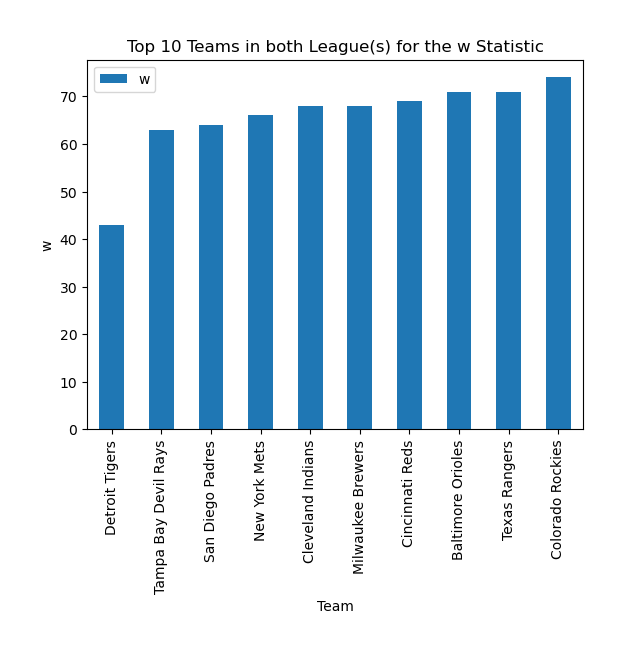 Top 10 Teams in both League(s) for the w Statistic
w
70
60
50
40
30
20
10
0
w
Detroit Tigers
Tampa Bay Devil Rays
San Diego Padres
New York Mets
Cleveland Indians
Milwaukee Brewers
Cincinnati Reds
Baltimore Orioles
Texas Rangers
Colorado Rockies
Team